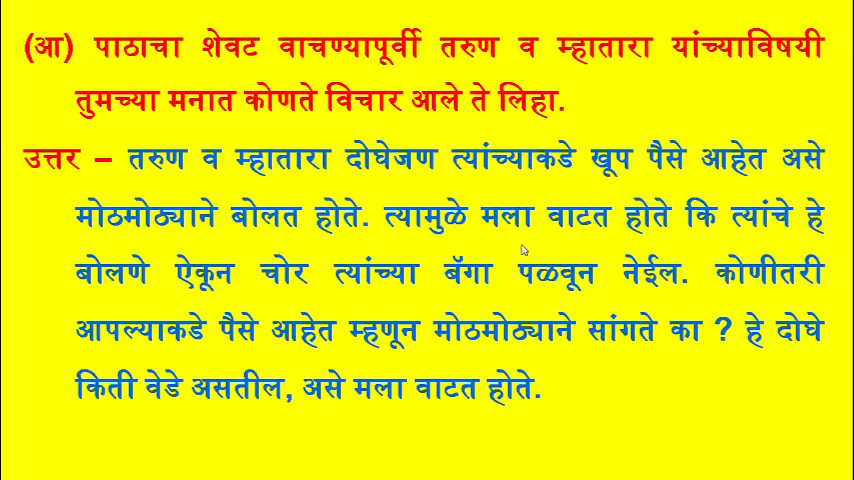 (आ) पाठाचा शेवट वाचण्यापूर्वी तरुण व म्हातारा यांच्याविषयी
तुमच्या मनात कोणते विचार आले ते लिहा.
उत्तर – तरुण व म्हातारा दोघेजण त्यांच्याकडे खूप पैसे आहेत असे
मोठमोठ्याने बोलत होते. त्यामुळे मला वाटत होते कि त्यांचे हे
बोलणे ऐकून चोर त्यांच्या बॅगा पळवून नेईल. कोणीतरी
आपल्याकडे पैसे आहेत म्हणून मोठमोठ्याने सांगते का ? हे दोघे
किती वेडे असतील, असे मला वाटत होते.